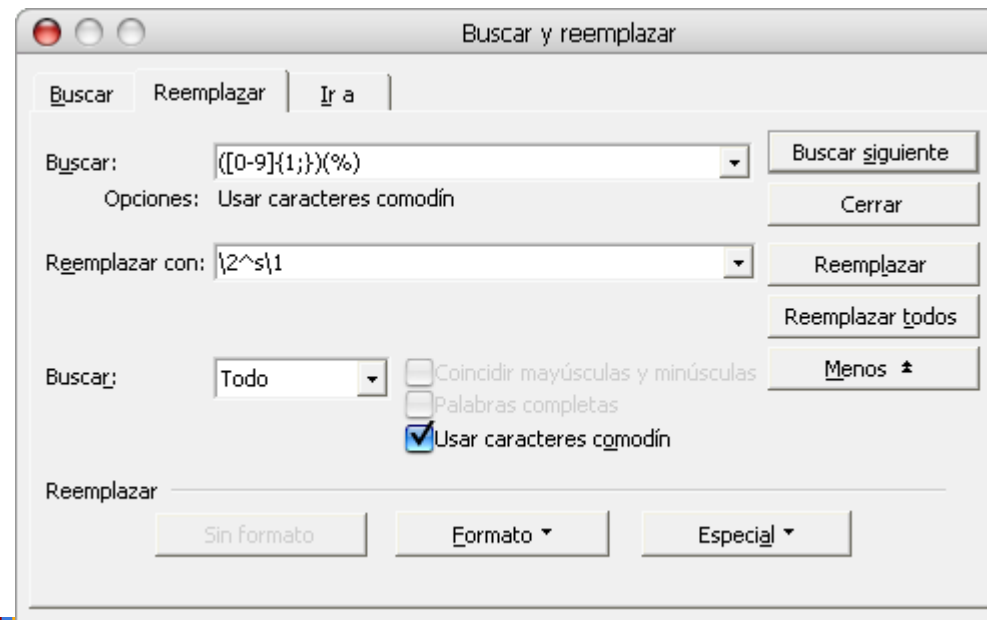 Buscar y reemplazar
Buscar Reemplazar Ir a
Buscar: ([0-9]{1;})(%) Buscar siguiente
Opciones: Usar caracteres comodín Cerrar
Reemplazar con: \2^s\1 Reemplazar
Reemplazar todos
Buscar: Todo Coincidir mayúsculas y minúsculas Menos
Palabras completas
Usar caracteres comodín
Reemplazar
Sin formato Formato Especial